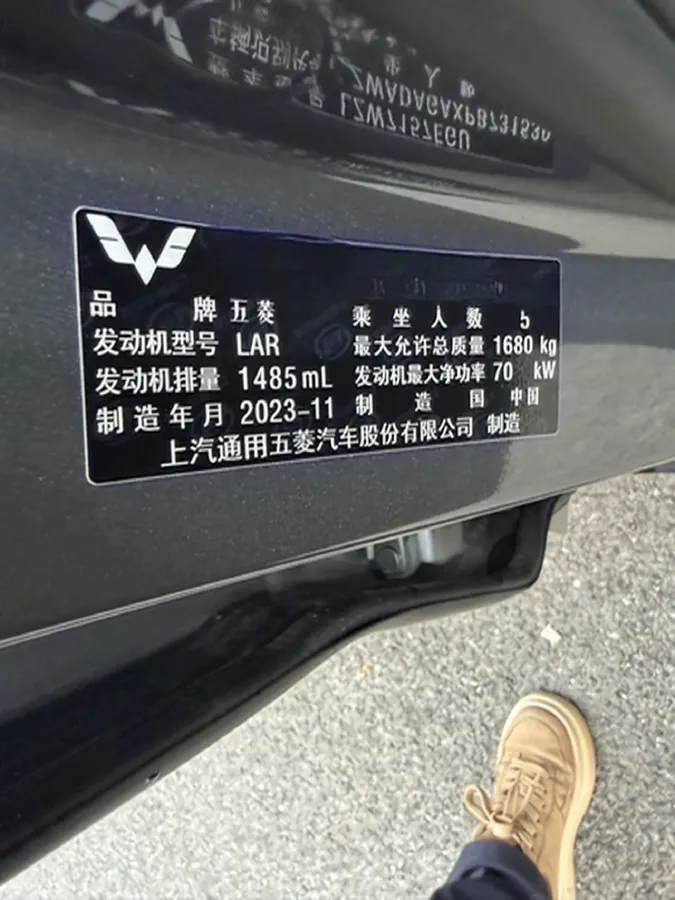 品牌 五菱 乘坐人数 5
发动机型号 LAR 最大允许总质量 1680 kg
发动机排量 1485 mL 发动机最大净功率 70 kW
制造年月 2023-11 制造国 中国
上汽通用五菱汽车股份有限公司 制造